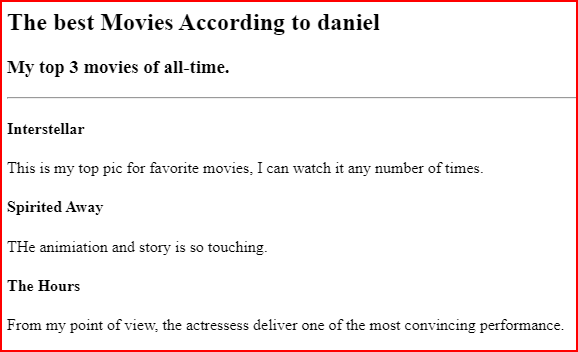 The best Movies According to daniel
My top 3 movies of all-time.
Interstellar
This is my top pic for favorite movies, I can watch it any number of times.
Spirited Away
THe animiation and story is so touching.
The Hours
From my point of view, the actressess deliver one of the most convincing performance.